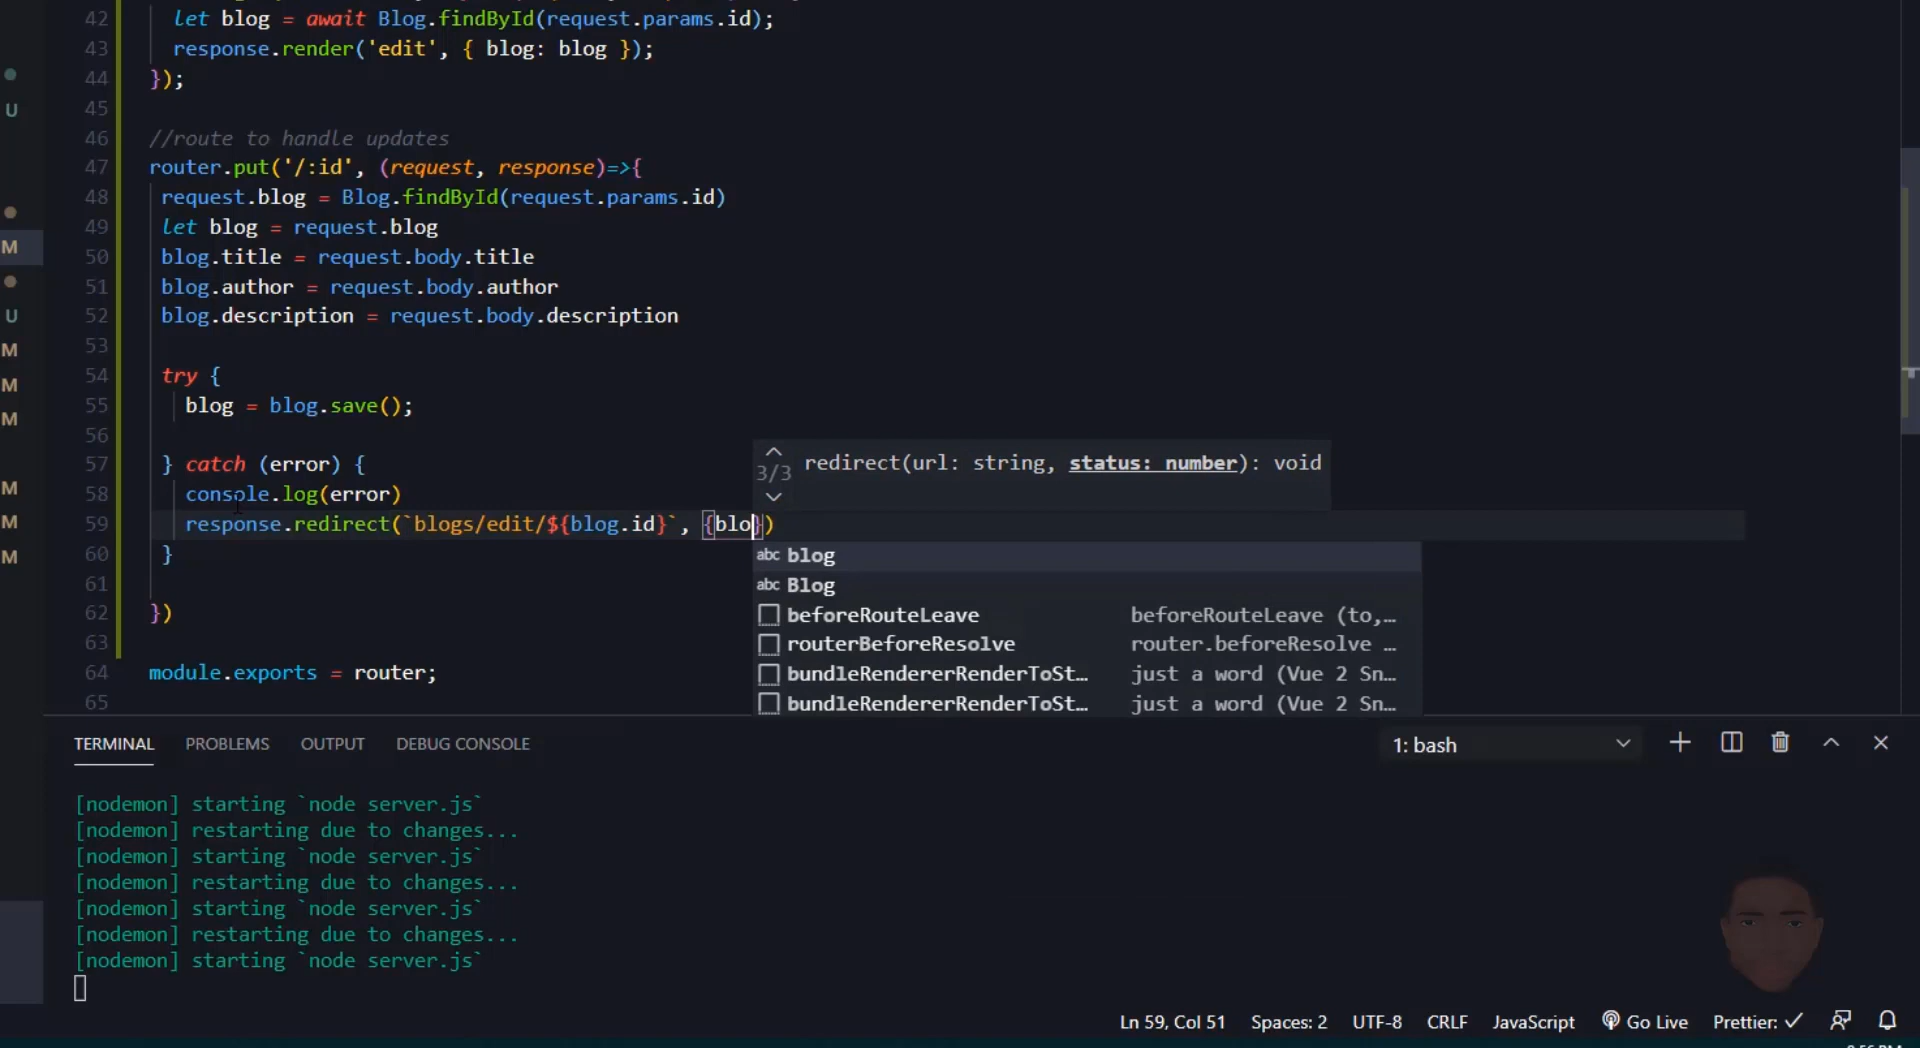 42 let blog = await Blog.findById(request.params.id);
43 response.render('edit', { blog: blog });
44 });
45
46 //route to handle updates
47 router.put('/:id', (request, response)=>{
48 request.blog = Blog.findById(request.params.id)
49 let blog = request.blog
50 blog.title = request.body.title
51 blog.author = request.body.author
52 blog.description = request.body.description
53
54 try {
55 blog = blog.save();
56
57 } catch (error) {
58 console.log(error)
59 response.redirect(`blogs/edit/${blog.id}`, {blo})
60 }
61
62 })
63
64 module.exports = router;
65
U
M
U
M
M
M
M
M
M
3/3 redirect(url: string, status: number): void
abc blog
abc Blog
beforeRouteLeave beforeRouteLeave (to,…
routerBeforeResolve router.beforeResolve …
bundleRendererRenderToSt… just a word (Vue 2 Sn…
bundleRendererRenderToSt… just a word (Vue 2 Sn…
TERMINAL PROBLEMS OUTPUT DEBUG CONSOLE 1: bash
[nodemon] starting `node server.js`
[nodemon] restarting due to changes...
[nodemon] starting `node server.js`
[nodemon] restarting due to changes...
[nodemon] starting `node server.js`
[nodemon] restarting due to changes...
[nodemon] starting `node server.js`
Ln 59, Col 51 Spaces: 2 UTF-8 CRLF JavaScript Go Live Prettier: ✓